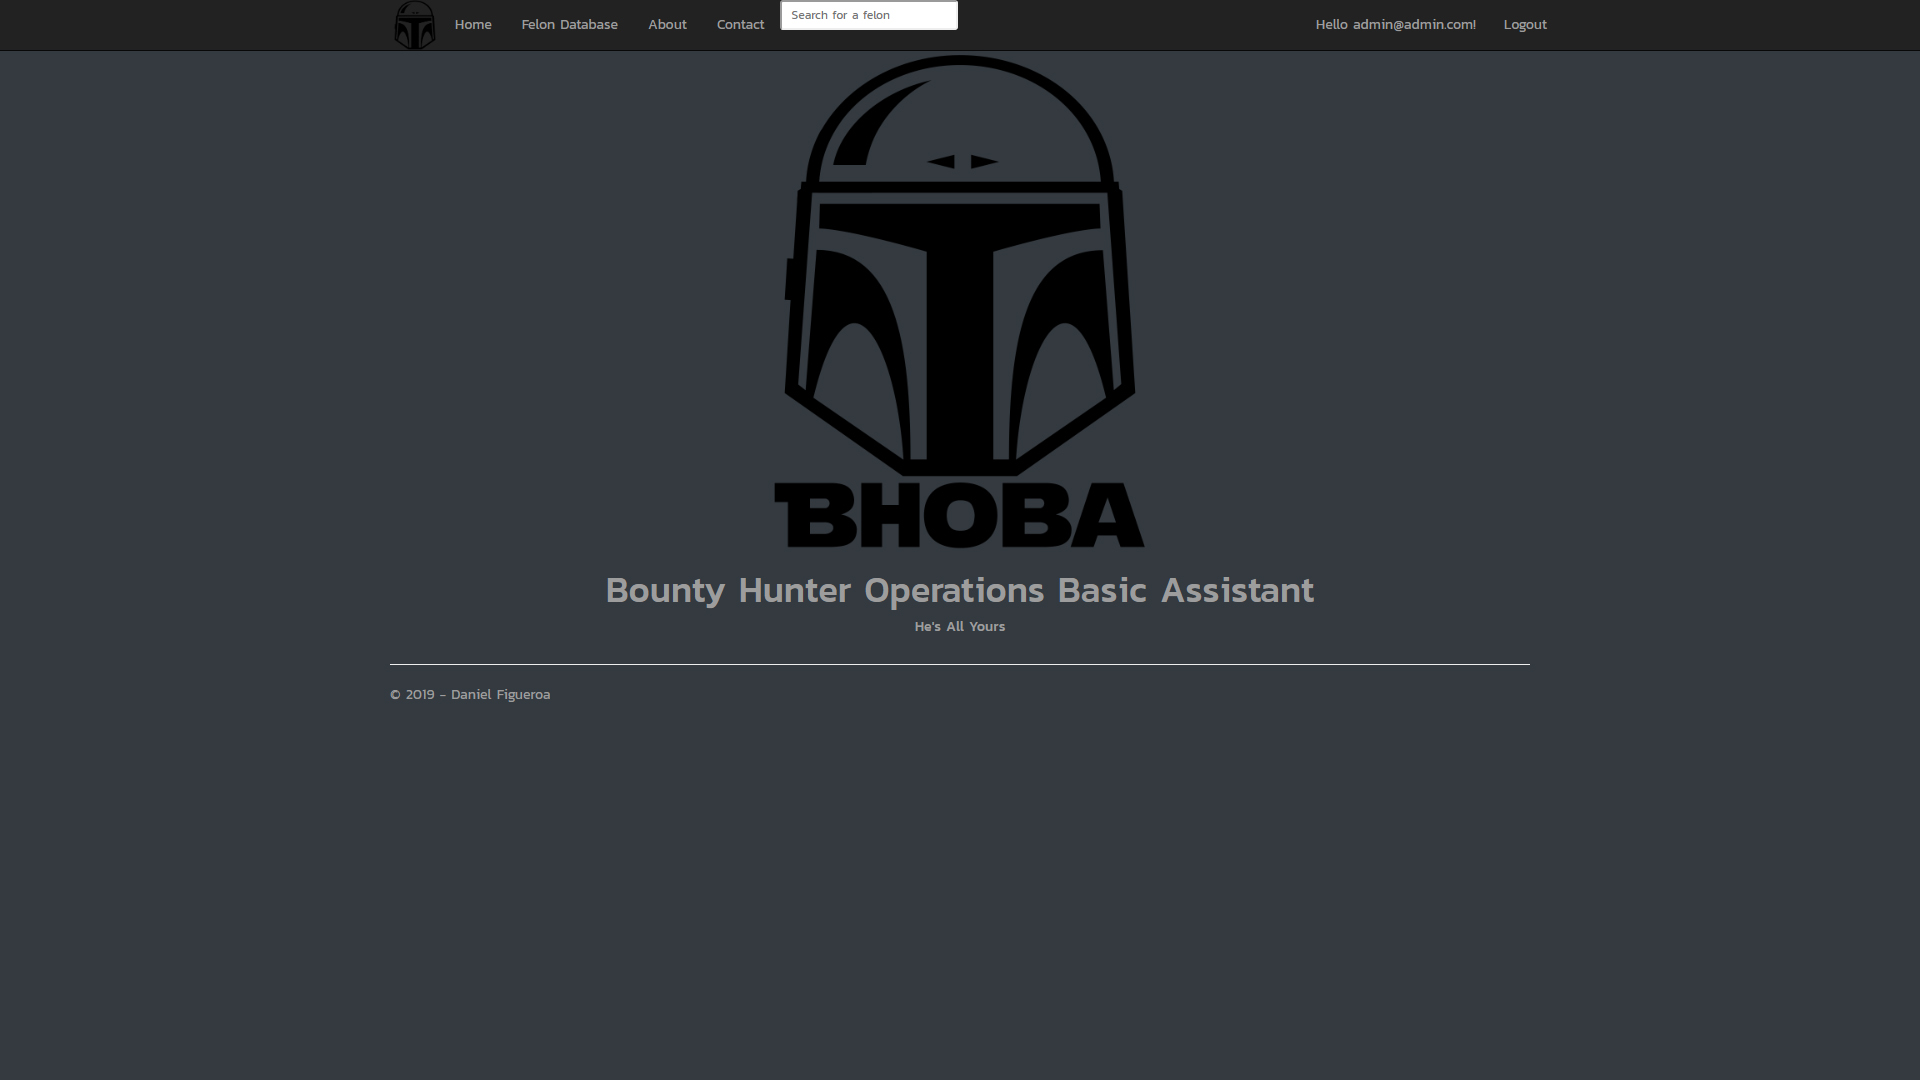 Home Felon Database About Contact Search for a felon Hello admin@admin.com! Logout
BHOBA
Bounty Hunter Operations Basic Assistant
He's All Yours
© 2019 - Daniel Figueroa